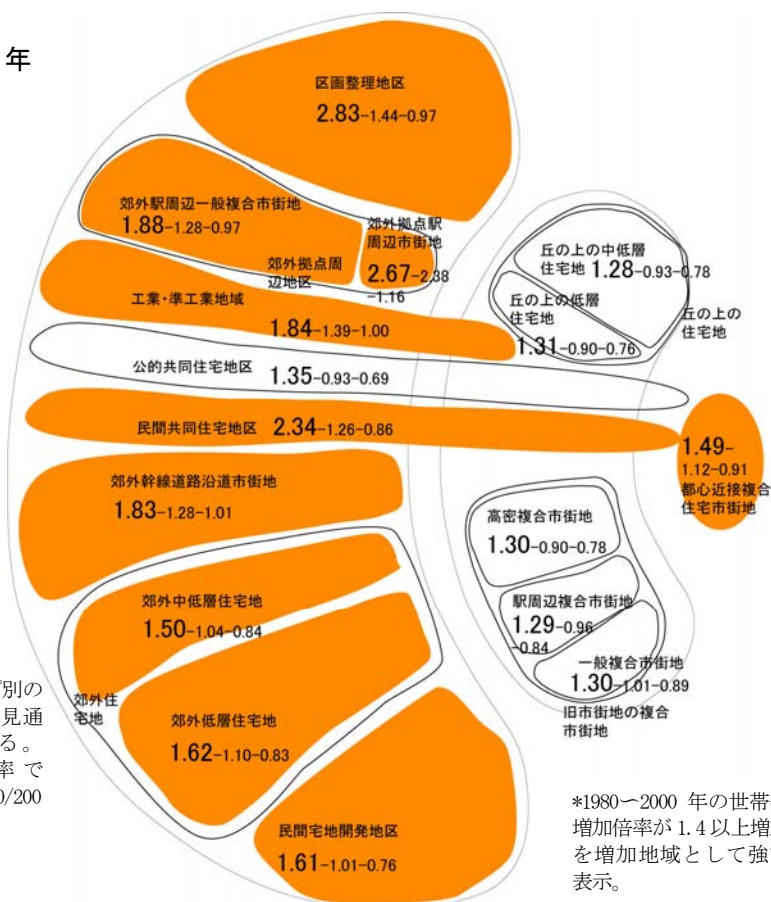 年
区画整理地区
2.83-1.44-0.97
郊外駅周辺一般複合市街地
1.88-1.28-0.97
郊外拠点駅
周辺市街地
2.67-2.38
-1.16
郊外拠点周
辺地区
工業・準工業地域
1.84-1.39-1.00
公的共同住宅地区 1.35-0.93-0.69
民間共同住宅地区 2.34-1.26-0.86
丘の上の中低層
住宅地 1.28-0.93-0.78
丘の上の低層
住宅地
1.31-0.90-0.76
丘の上の
住宅地
1.49-
1.12-0.91
都心近接複合
住宅市街地
郊外幹線道路沿道市街地
1.83-1.28-1.01
高密複合市街地
1.30-0.90-0.78
駅周辺複合市街地
1.29-0.96
-0.84
一般複合市街地
1.30-1.01-0.89
旧市街地の複合
市街地
郊外中低層住宅地
1.50-1.04-0.84
郊外住
宅地
郊外低層住宅地
1.62-1.10-0.83
民間宅地開発地区
1.61-1.01-0.76
別の
見通
る。
率で
0/200
*1980～2000 年の世帯
増加倍率が 1.4 以上増
を増加地域として強
表示。